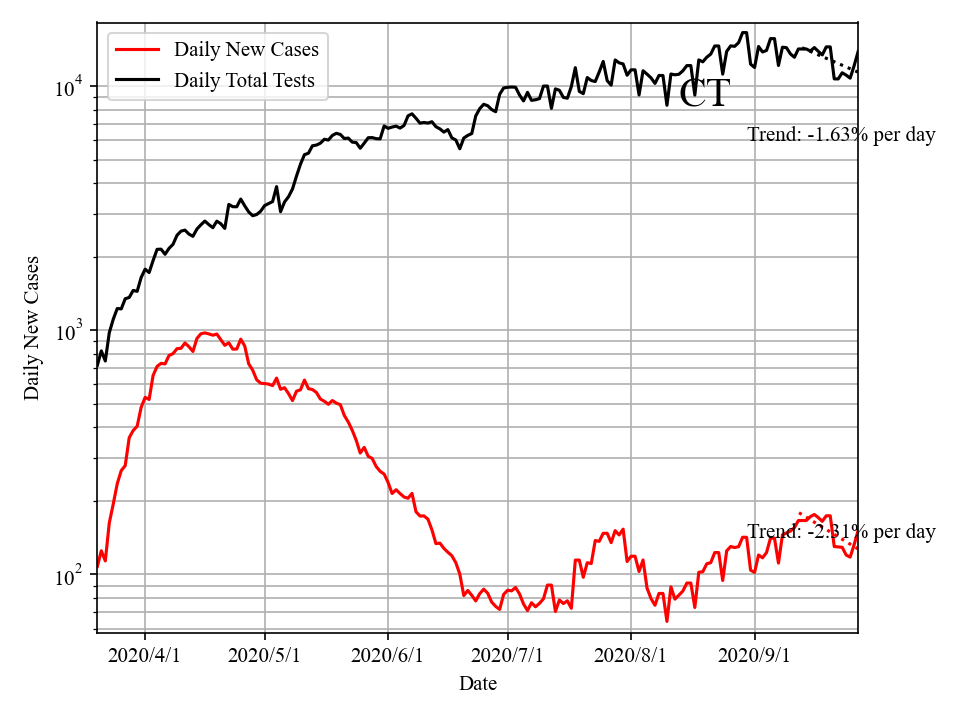 Daily New Cases
Daily Total Tests
CT
10^4
Trend: -1.63% per day
Daily New Cases
10^3
Trend: -2.31% per day
10^2
2020/4/1 2020/5/1 2020/6/1 2020/7/1 2020/8/1 2020/9/1
Date